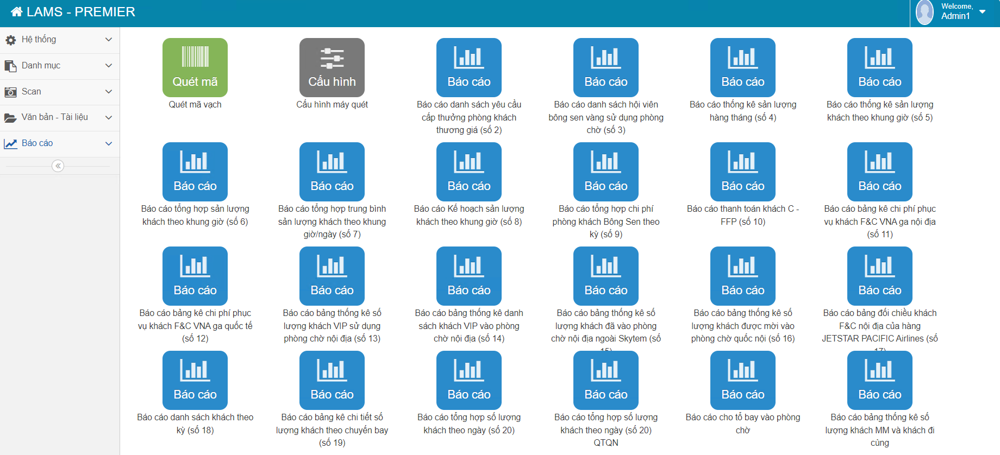 LAMS - PREMIER
Welcome,
Admin1
Hệ thống
Danh mục
Scan
Văn bản - Tài liệu
Báo cáo
Quét mã
Quét mã vạch
Cấu hình
Cấu hình máy quét
Báo cáo
Báo cáo danh sách yêu cầu
cấp thưởng phòng khách
thương giá (số 2)
Báo cáo
Báo cáo danh sách hội viên
bông sen vàng sử dụng phòng
chờ (số 3)
Báo cáo
Báo cáo thống kê sản lượng
hàng tháng (số 4)
Báo cáo
Báo cáo thống kê sản lượng
khách theo khung giờ (số 5)
Báo cáo
Báo cáo tổng hợp sản lượng
khách theo khung giờ (số 6)
Báo cáo
Báo cáo tổng hợp trung bình
sản lượng khách theo khung
giờ/ngày (số 7)
Báo cáo
Báo cáo Kế hoạch sản lượng
khách theo khung giờ (số 8)
Báo cáo
Báo cáo tổng hợp chi phí
phòng khách Bông Sen theo
kỳ (số 9)
Báo cáo
Báo cáo thanh toán khách C -
FFP (số 10)
Báo cáo
Báo cáo bảng kê chi phí phục
vụ khách F&C VNA ga nội địa
(số 11)
Báo cáo
Báo cáo bảng kê chi phí phục
vụ khách F&C VNA ga quốc tế
(số 12)
Báo cáo
Báo cáo bảng thống kê số
lượng khách VIP sử dụng
phòng chờ nội địa (số 13)
Báo cáo
Báo cáo bảng thống kê danh
sách khách VIP vào phòng
chờ nội địa (số 14)
Báo cáo
Báo cáo bảng thống kê số
lượng khách đã vào phòng
chờ nội địa ngoài Skytem (số
15)
Báo cáo
Báo cáo bảng thống kê số
lượng khách được mời vào
phòng chờ quốc nội (số 16)
Báo cáo
Báo cáo bảng đối chiều khách
F&C nội địa của hàng
JETSTAR PACIFIC Airlines (số
17)
Báo cáo
Báo cáo danh sách khách theo
kỳ (số 18)
Báo cáo
Báo cáo bảng kê chi tiết số
lượng khách theo chuyến bay
(số 19)
Báo cáo
Báo cáo tổng hợp số lượng
khách theo ngày (số 20)
Báo cáo
Báo cáo tổng hợp số lượng
khách theo ngày (số 20)
QTQN
Báo cáo
Báo cáo cho tổ bay vào phòng
chờ
Báo cáo
Báo cáo bảng thống kê số
lượng khách MM và khách đi
cùng